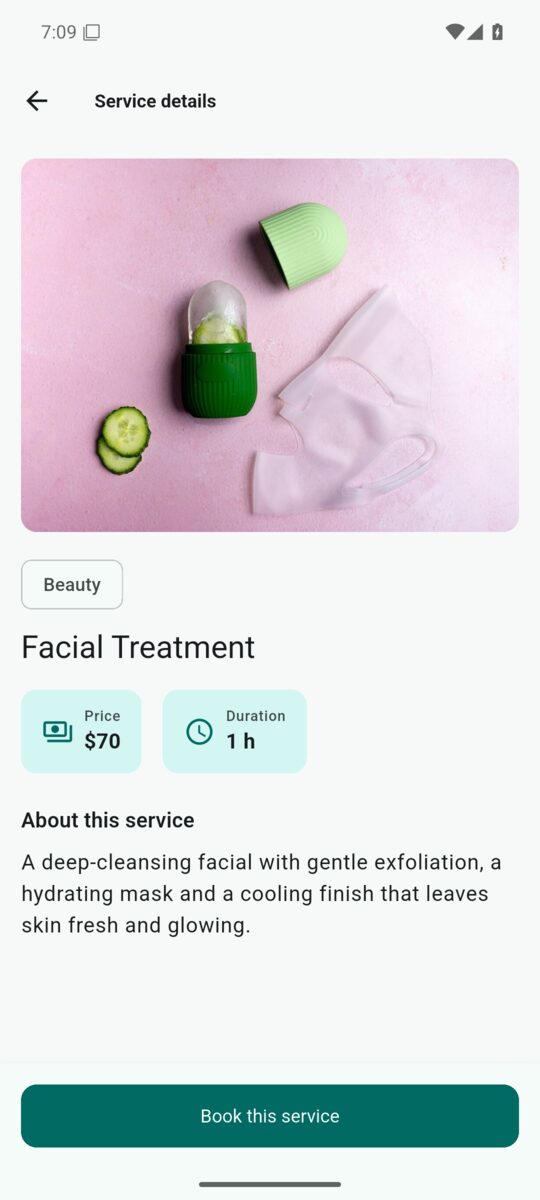 7:09
Service details
Beauty
Facial Treatment
Price
$70
Duration
1 h
About this service
A deep-cleansing facial with gentle exfoliation, a
hydrating mask and a cooling finish that leaves
skin fresh and glowing.
Book this service